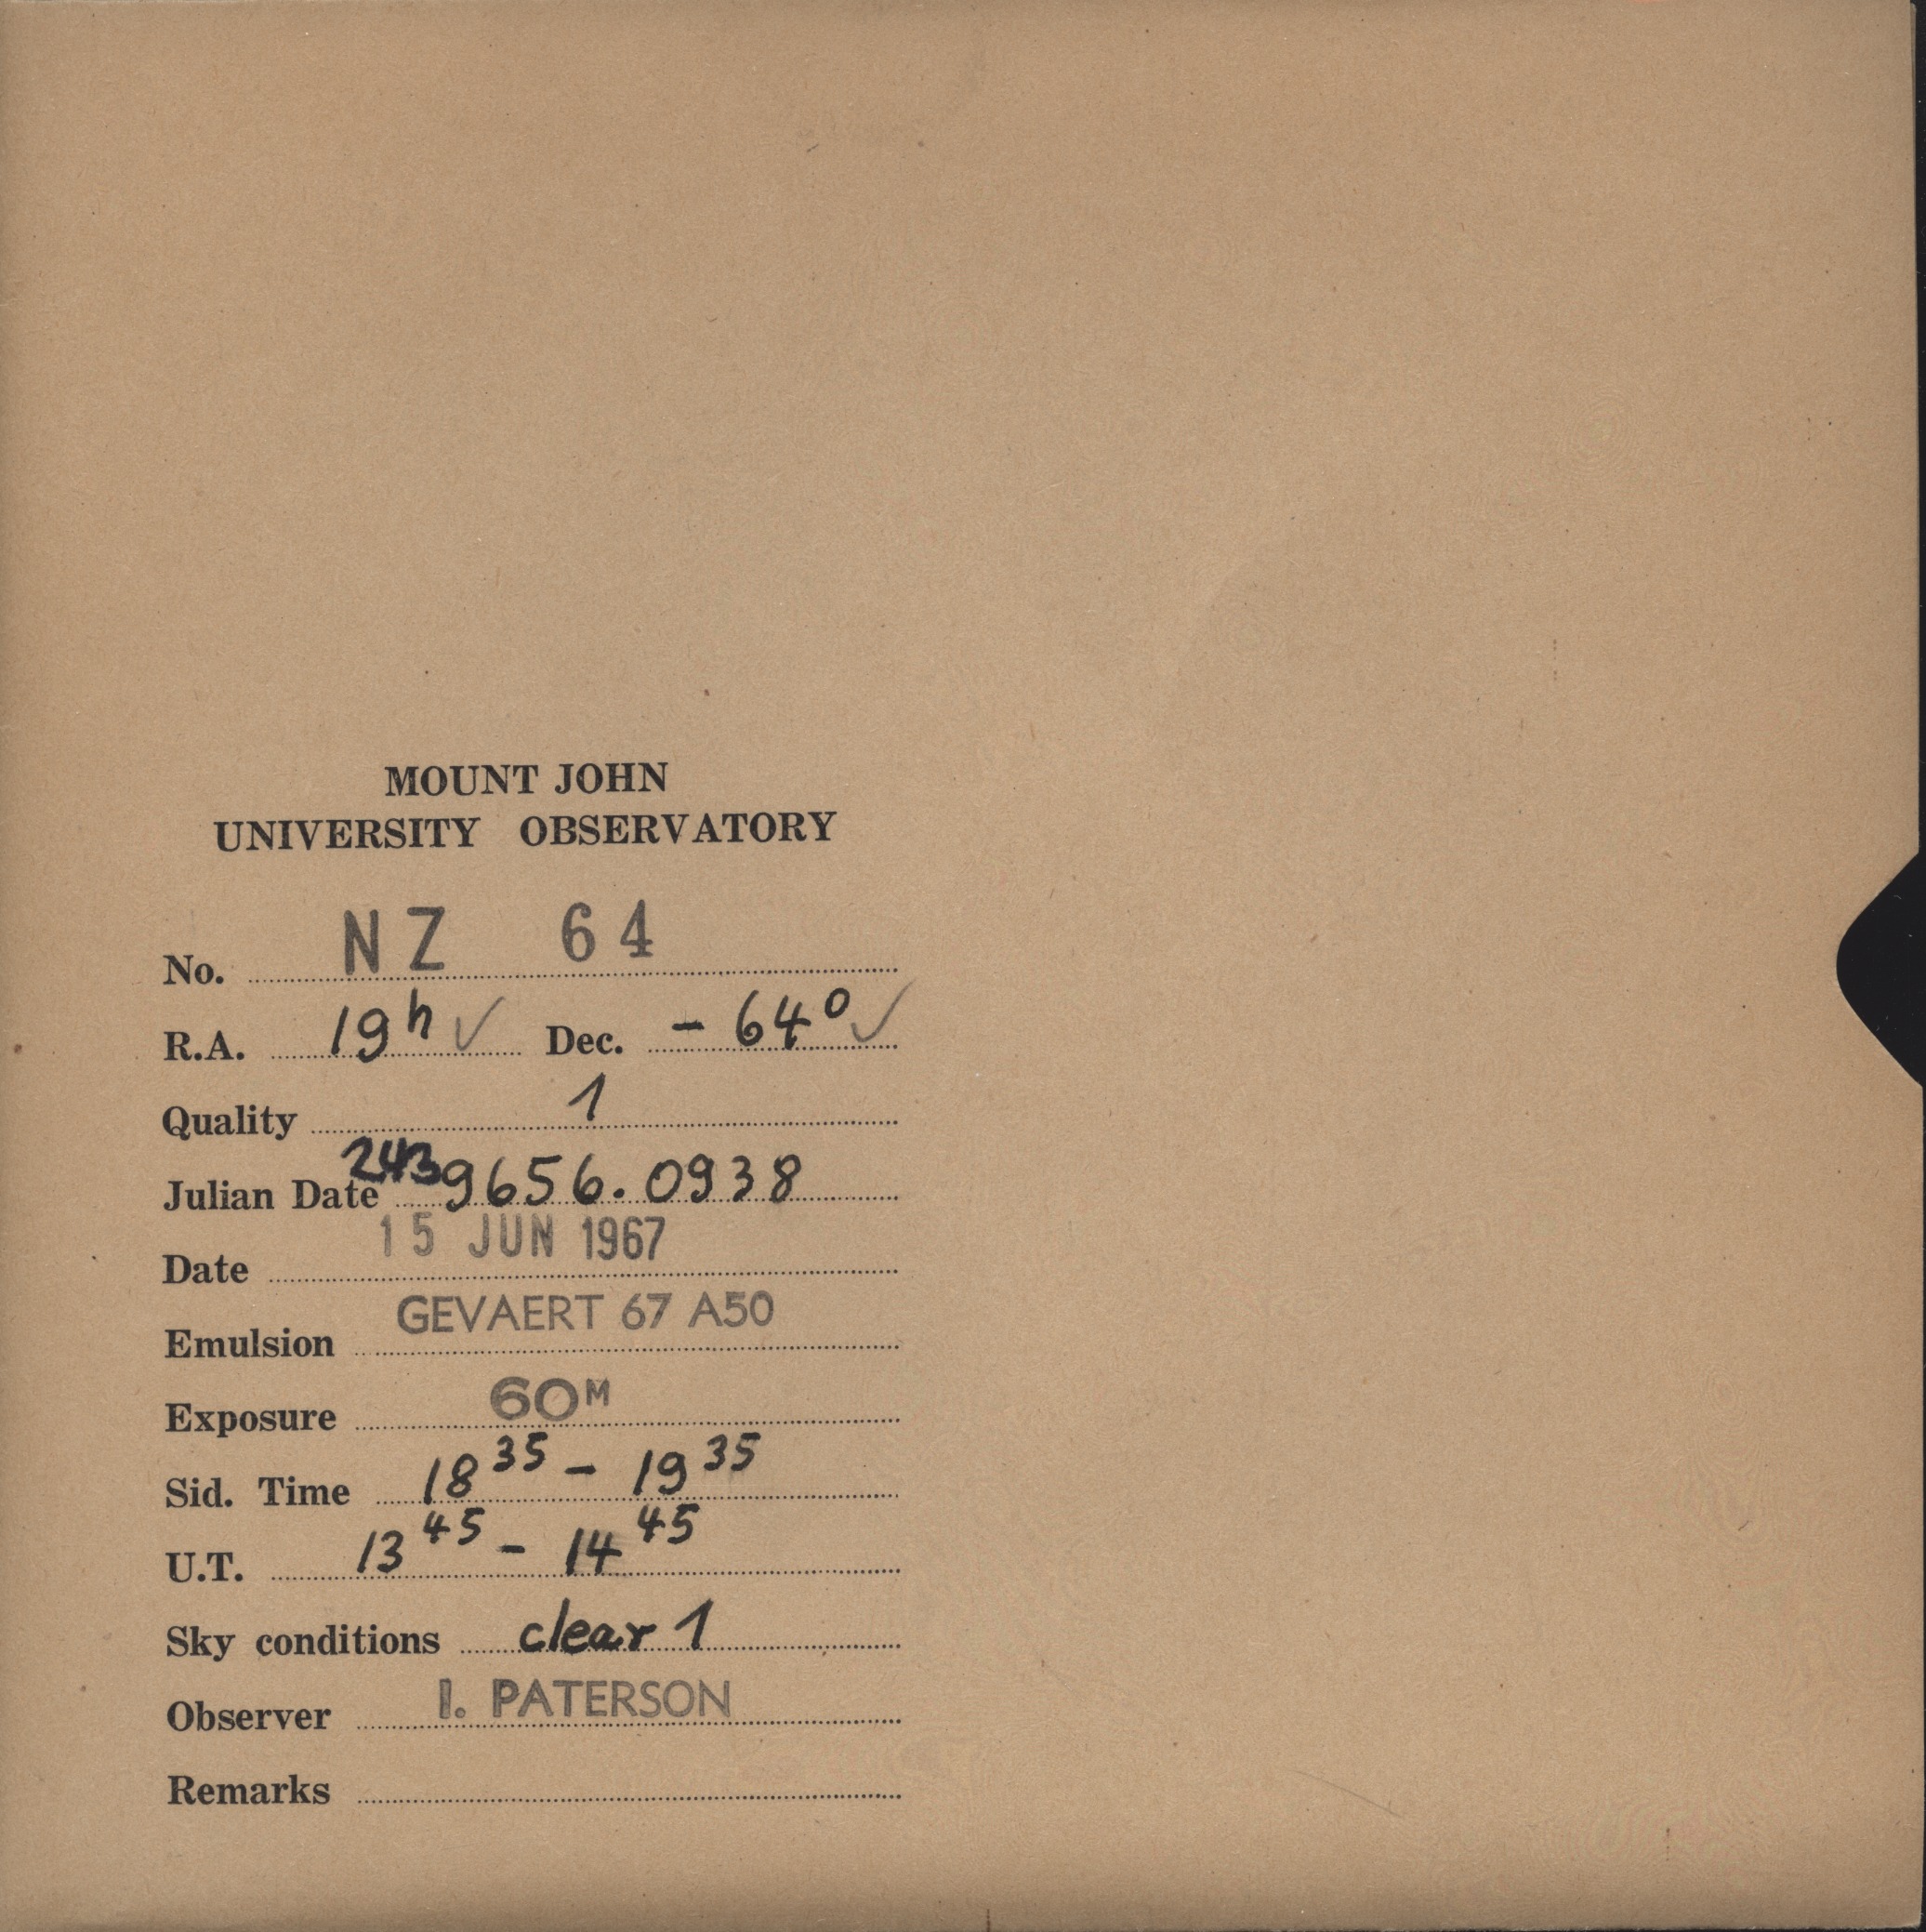 MOUNT JOHN
UNIVERSITY OBSERVATORY
No. NZ 64
R.A. 19h ✓ Dec. - 64° ✓
Quality 1
Julian Date 2439656.0938
Date 15 JUN 1967
Emulsion GEVAERT 67 A50
Exposure 60M
Sid. Time 18 35 - 19 35
U.T. 13 45 - 14 45
Sky conditions clear 1
Observer I. PATERSON
Remarks